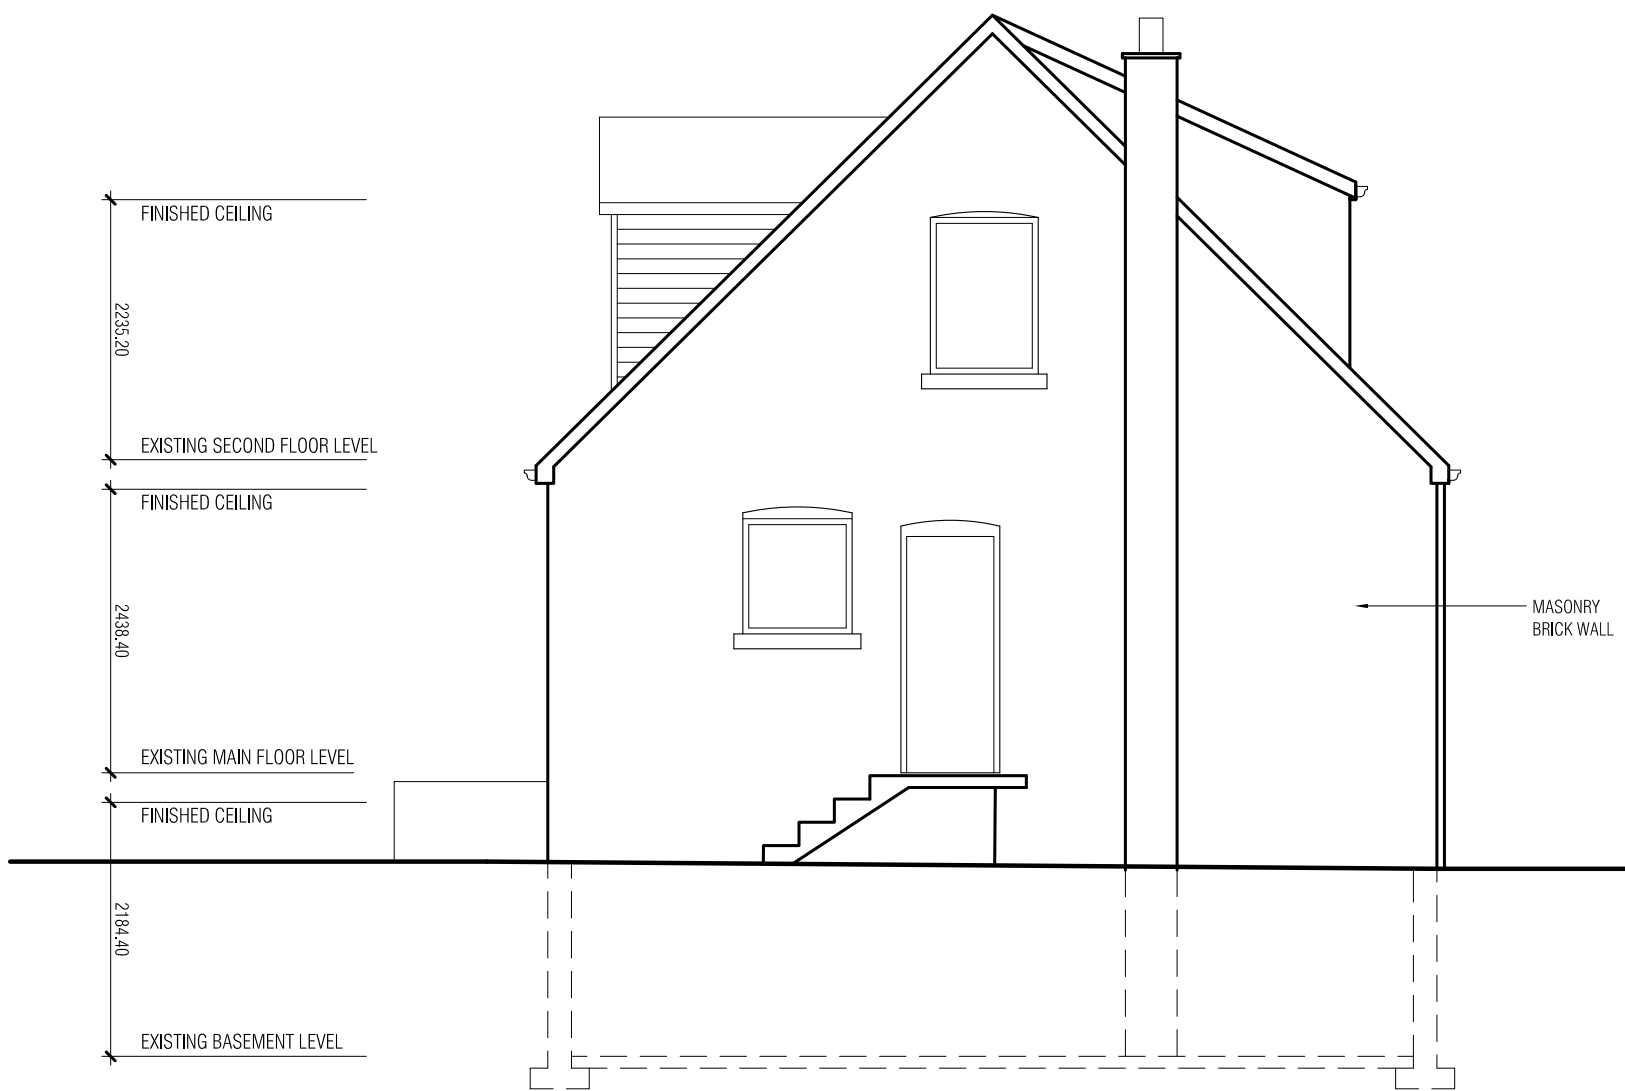 FINISHED CEILING
2235.20
EXISTING SECOND FLOOR LEVEL
FINISHED CEILING
2438.40
MASONRY
BRICK WALL
EXISTING MAIN FLOOR LEVEL
FINISHED CEILING
2184.40
EXISTING BASEMENT LEVEL